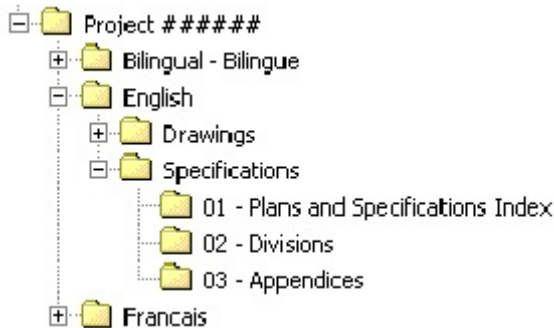 Project ######
Bilingual - Bilingue
English
Drawings
Specifications
01 - Plans and Specifications Index
02 - Divisions
03 - Appendices
Francais